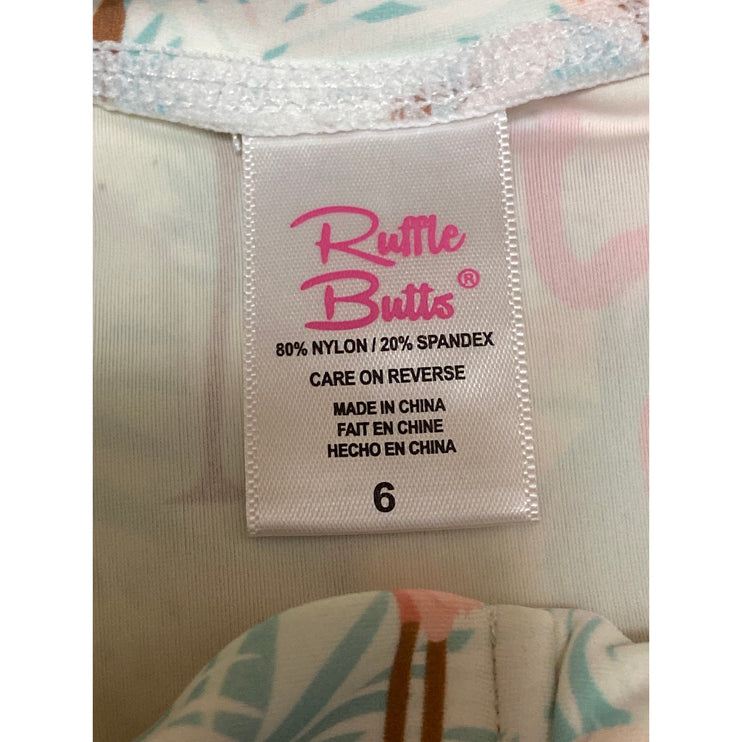 Ruffle
Butts®
80% NYLON / 20% SPANDEX
CARE ON REVERSE
MADE IN CHINA
FAIT EN CHINE
HECHO EN CHINA
6